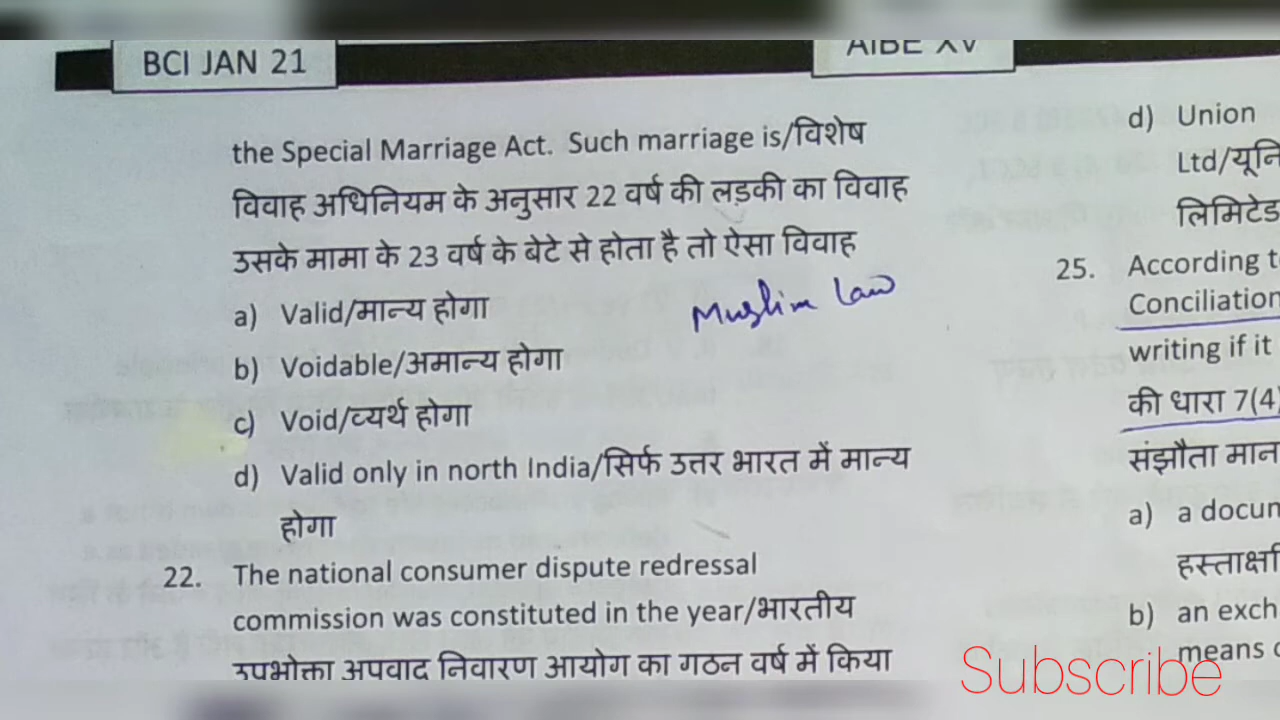 BCI JAN 21
AIBE XV
the Special Marriage Act. Such marriage is/विशेष
विवाह अधिनियम के अनुसार 22 वर्ष की लड़की का विवाह
उसके मामा के 23 वर्ष के बेटे से होता है तो ऐसा विवाह
a) Valid/मान्य होगा
Muslim Law
b) Voidable/अमान्य होगा
c) Void/व्यर्थ होगा
d) Valid only in north India/सिर्फ उत्तर भारत में मान्य
होगा
22. The national consumer dispute redressal
commission was constituted in the year/भारतीय
उपभोक्ता अपवाद निवारण आयोग का गठन वर्ष में किया
d) Union
Ltd/यूनि
लिमिटेड
25. According t
Conciliation
writing if it
की धारा 7(4)
संझौता मान
a) a docun
हस्ताक्षरि
b) an exch
means
Subscribe